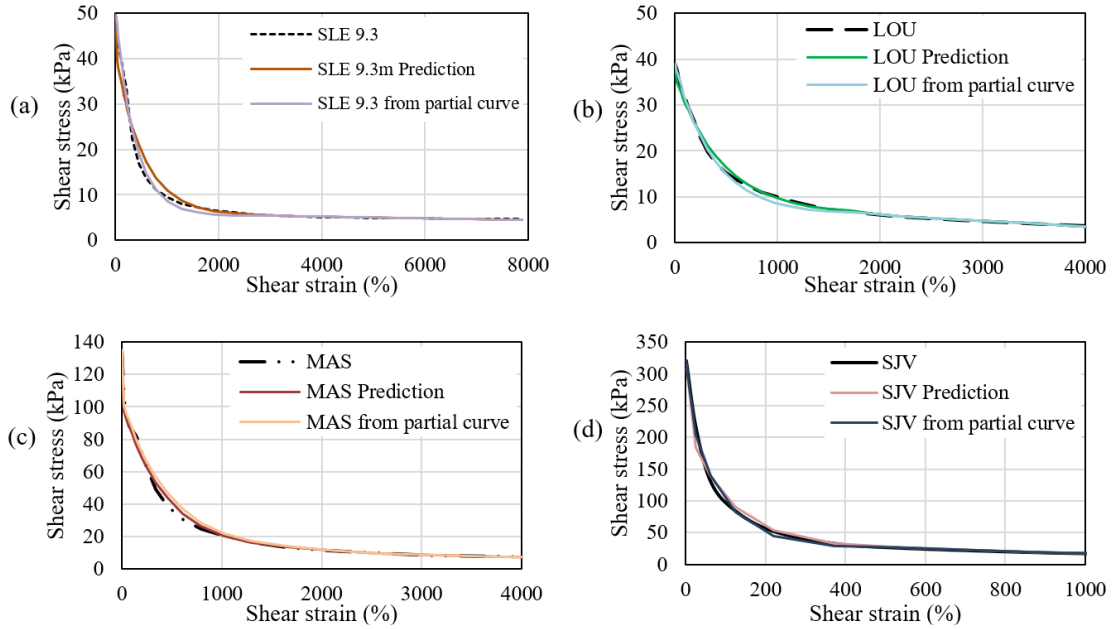 (a)
Shear stress (kPa)
50
40
30
20
10
0
SLE 9.3
SLE 9.3m Prediction
SLE 9.3 from partial curve
0 2000 4000 6000 8000
Shear strain (%)
(b)
Shear stress (kPa)
50
40
30
20
10
0
LOU
LOU Prediction
LOU from partial curve
0 1000 2000 3000 4000
Shear strain (%)
(c)
Shear stress (kPa)
140
120
100
80
60
40
20
0
MAS
MAS Prediction
MAS from partial curve
0 1000 2000 3000 4000
Shear strain (%)
(d)
Shear stress (kPa)
350
300
250
200
150
100
50
0
SJV
SJV Prediction
SJV from partial curve
0 200 400 600 800 1000
Shear strain (%)